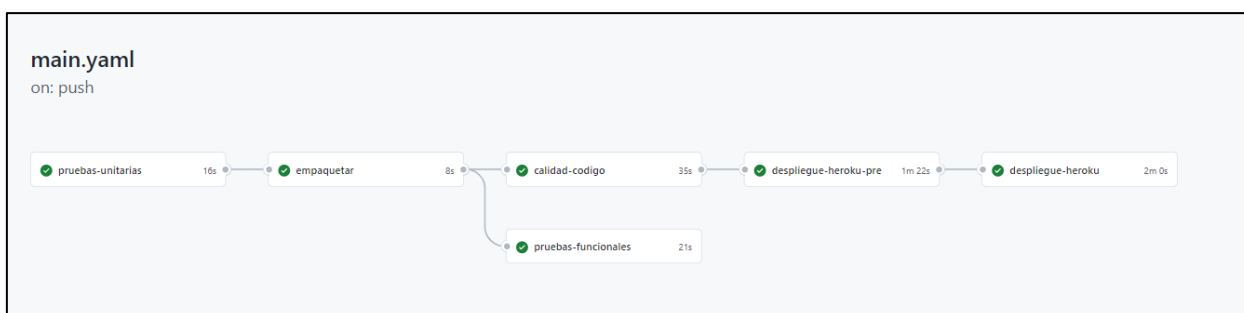 main.yaml
on: push
pruebas-unitarias 16s
empaquetar 8s
calidad-codigo 35s
despliegue-heroku-pre 1m 22s
despliegue-heroku 2m 0s
pruebas-funcionales 21s